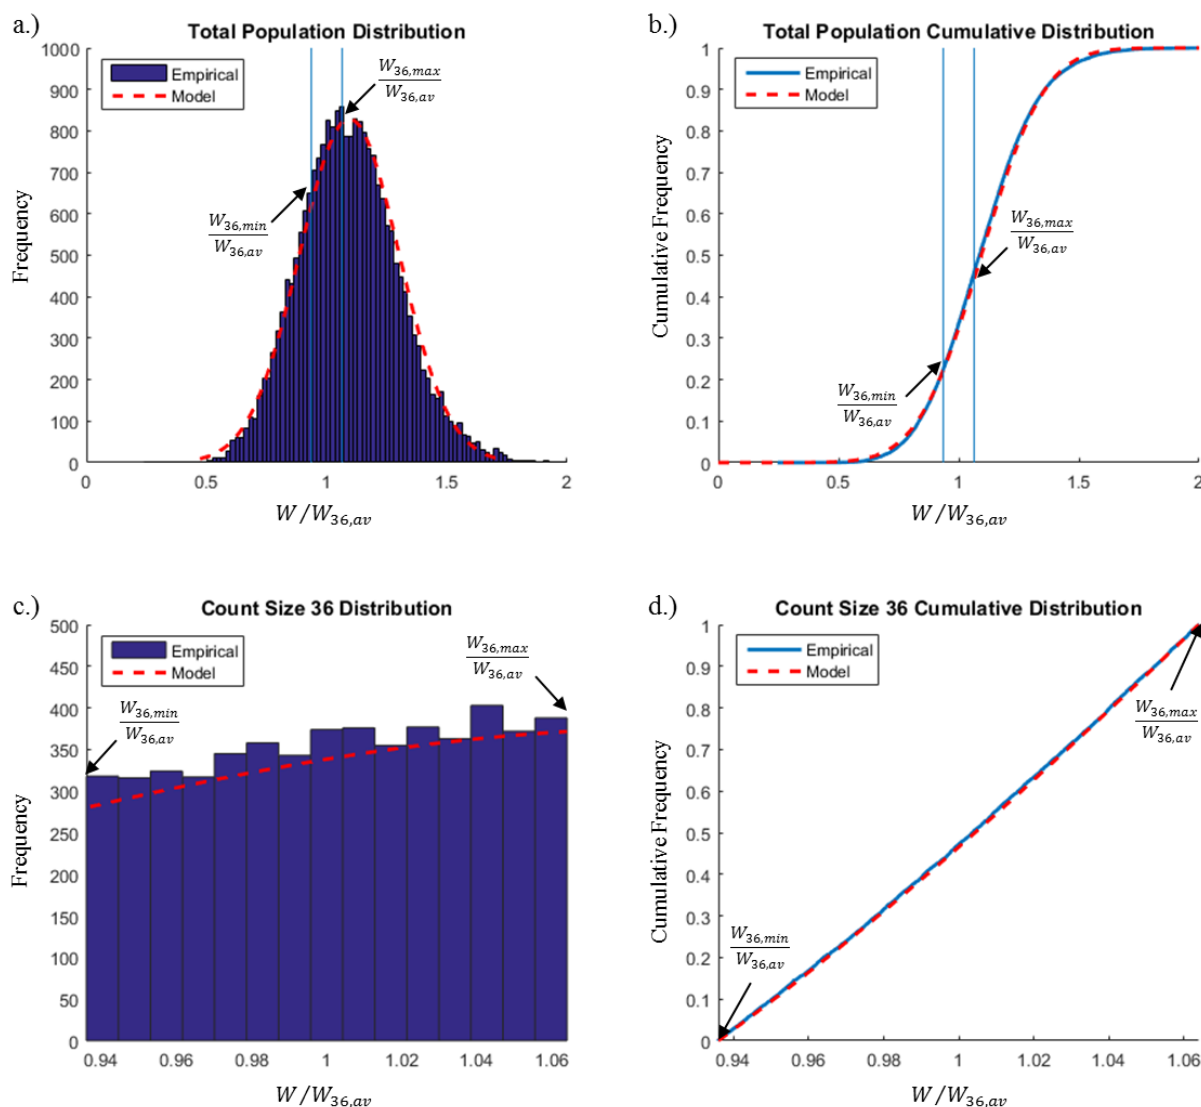 a.)
Total Population Distribution
1000
900
800
700
600
500
400
300
200
100
0
Frequency
Empirical
Model
W36,max
W36,av
W36,min
W36,av
0
0.5
1
1.5
2
W/W36,av
b.)
Total Population Cumulative Distribution
1
0.9
0.8
0.7
0.6
0.5
0.4
0.3
0.2
0.1
0
Cumulative Frequency
Empirical
Model
W36,max
W36,av
W36,min
W36,av
0
0.5
1
1.5
2
W/W36,av
c.)
Count Size 36 Distribution
500
450
400
350
300
250
200
150
100
50
0
Frequency
Empirical
Model
W36,max
W36,av
W36,min
W36,av
0.94
0.96
0.98
1
1.02
1.04
1.06
W/W36,av
d.)
Count Size 36 Cumulative Distribution
1
0.9
0.8
0.7
0.6
0.5
0.4
0.3
0.2
0.1
0
Cumulative Frequency
Empirical
Model
W36,max
W36,av
W36,min
W36,av
0.94
0.96
0.98
1
1.02
1.04
1.06
W/W36,av